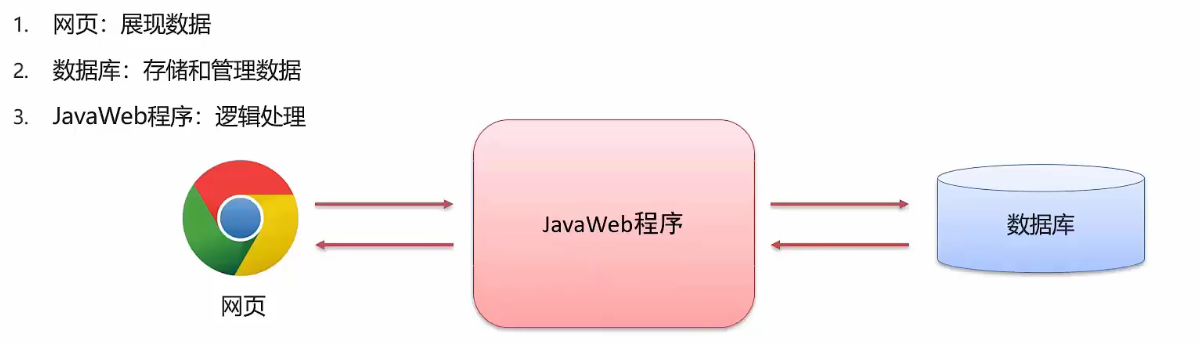 1. 网页：展现数据
2. 数据库：存储和管理数据
3. JavaWeb程序：逻辑处理
JavaWeb程序
数据库
网页